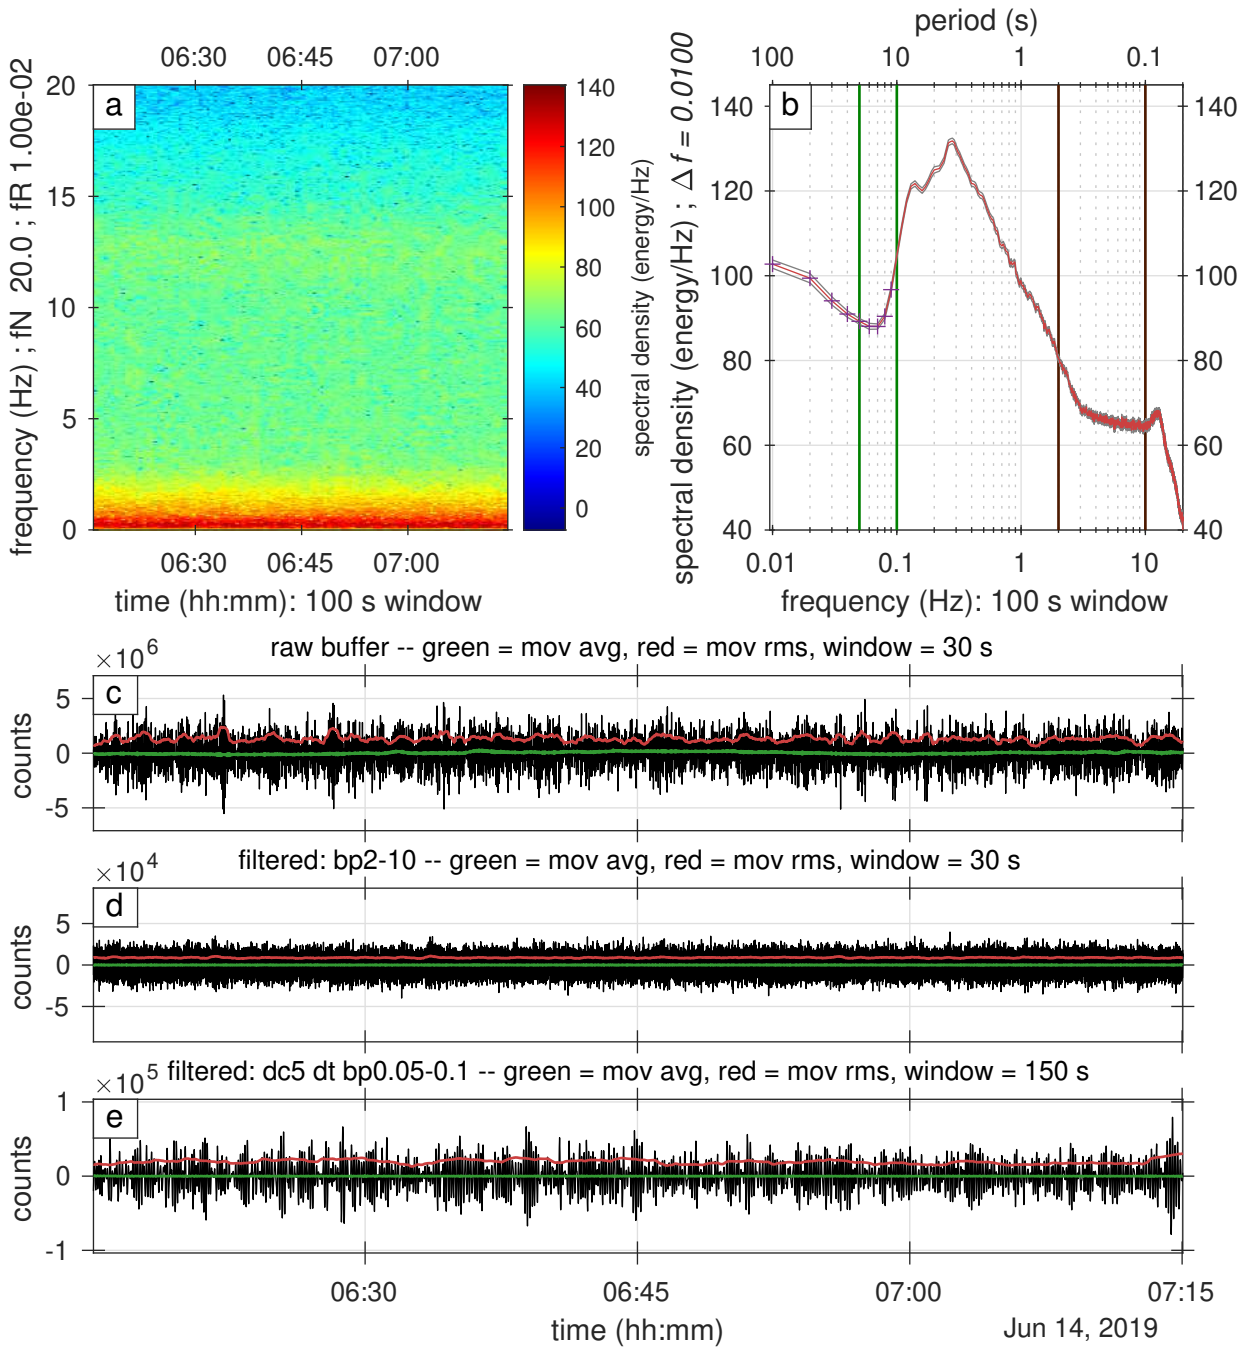 period (s)
06:30 06:45 07:00
100 10 1 0.1
a
b
frequency (Hz) ; fN 20.0 ; fR 1.00e-02
20
15
10
5
0
140
120
100
80
60
40
20
0
spectral density (energy/Hz)
spectral density (energy/Hz) ; Δ f = 0.0100
140
120
100
80
60
40
140
120
100
80
60
40
06:30 06:45 07:00
time (hh:mm): 100 s window
0.01 0.1 1 10
frequency (Hz): 100 s window
×10^6
raw buffer -- green = mov avg, red = mov rms, window = 30 s
c
counts
5
0
-5
×10^4
filtered: bp2-10 -- green = mov avg, red = mov rms, window = 30 s
d
counts
5
0
-5
×10^5
filtered: dc5 dt bp0.05-0.1 -- green = mov avg, red = mov rms, window = 150 s
e
counts
1
0
-1
06:30 06:45 07:00 07:15
time (hh:mm)
Jun 14, 2019